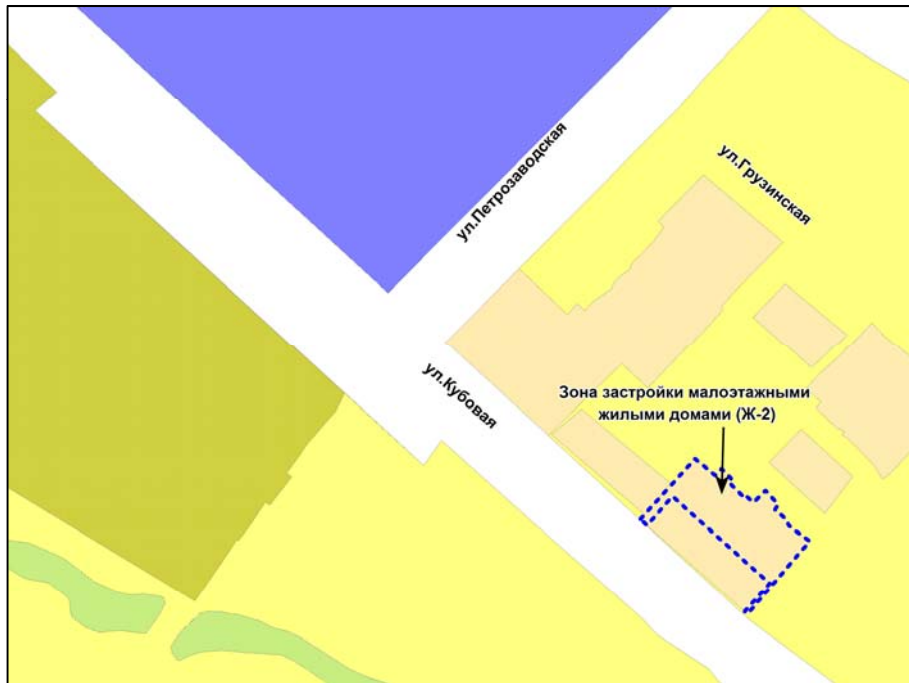 ул.Петрозаводская
ул.Грузинская
ул.Кубовая
Зона застройки малоэтажными
жилыми домами (Ж-2)